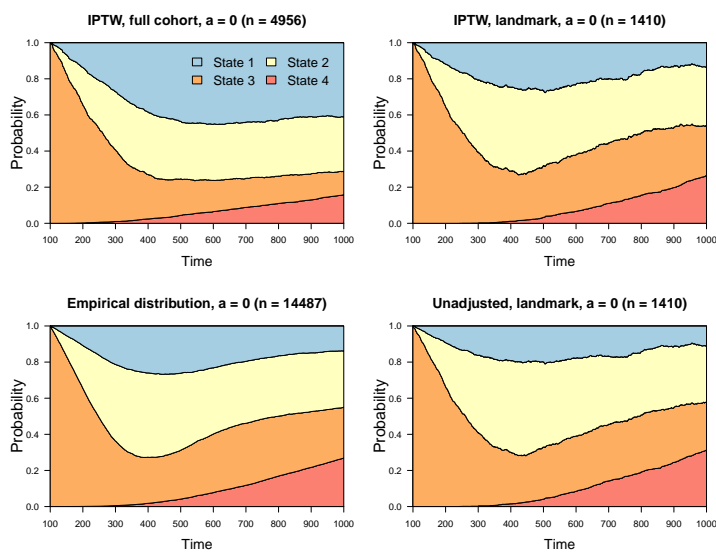 IPTW, full cohort, a = 0 (n = 4956)
State 1 State 2
State 3 State 4
1.0
0.8
0.6
0.4
0.2
0.0
Probability
100 200 300 400 500 600 700 800 900 1000
Time
IPTW, landmark, a = 0 (n = 1410)
1.0
0.8
0.6
0.4
0.2
0.0
Probability
100 200 300 400 500 600 700 800 900 1000
Time
Empirical distribution, a = 0 (n = 14487)
1.0
0.8
0.6
0.4
0.2
0.0
Probability
100 200 300 400 500 600 700 800 900 1000
Time
Unadjusted, landmark, a = 0 (n = 1410)
1.0
0.8
0.6
0.4
0.2
0.0
Probability
100 200 300 400 500 600 700 800 900 1000
Time